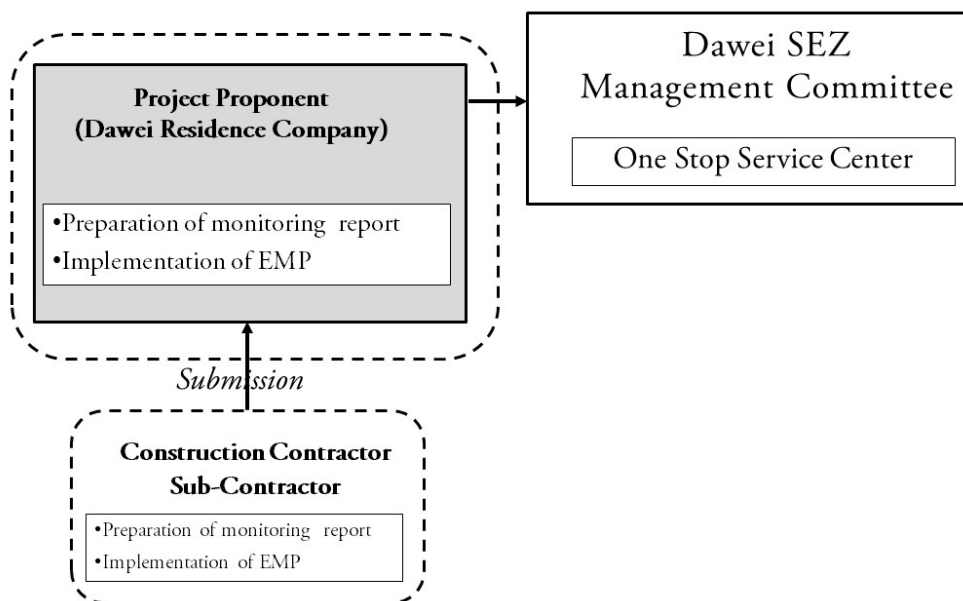 Project Proponent
(Dawei Residence Company)
•Preparation of monitoring report
•Implementation of EMP
Dawei SEZ
Management Committee
One Stop Service Center
Submission
Construction Contractor
Sub-Contractor
•Preparation of monitoring report
•Implementation of EMP